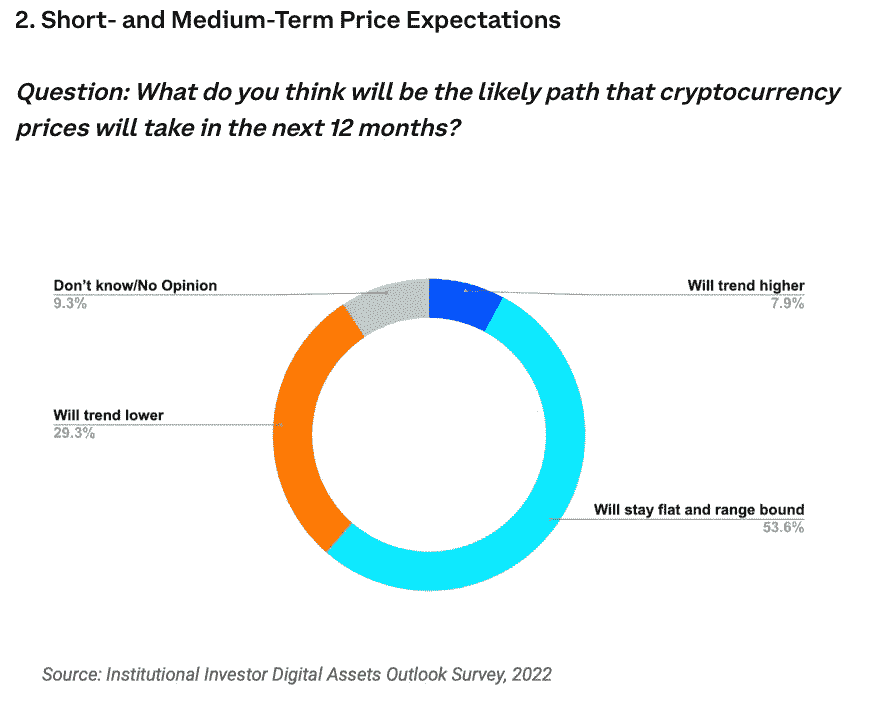 2. Short- and Medium-Term Price Expectations
Question: What do you think will be the likely path that cryptocurrency
prices will take in the next 12 months?
Don't know/No Opinion
9.3%
Will trend higher
7.9%
Will trend lower
29.3%
Will stay flat and range bound
53.6%
Source: Institutional Investor Digital Assets Outlook Survey, 2022